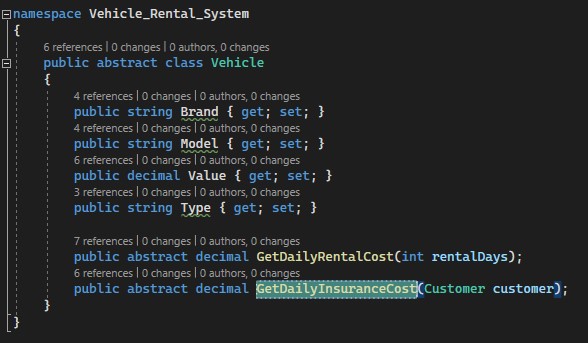 namespace Vehicle_Rental_System
{
6 references | 0 changes | 0 authors, 0 changes
public abstract class Vehicle
{
4 references | 0 changes | 0 authors, 0 changes
public string Brand { get; set; }
4 references | 0 changes | 0 authors, 0 changes
public string Model { get; set; }
6 references | 0 changes | 0 authors, 0 changes
public decimal Value { get; set; }
3 references | 0 changes | 0 authors, 0 changes
public string Type { get; set; }
7 references | 0 changes | 0 authors, 0 changes
public abstract decimal GetDailyRentalCost(int rentalDays);
6 references | 0 changes | 0 authors, 0 changes
public abstract decimal GetDailyInsuranceCost(Customer customer);
}
}